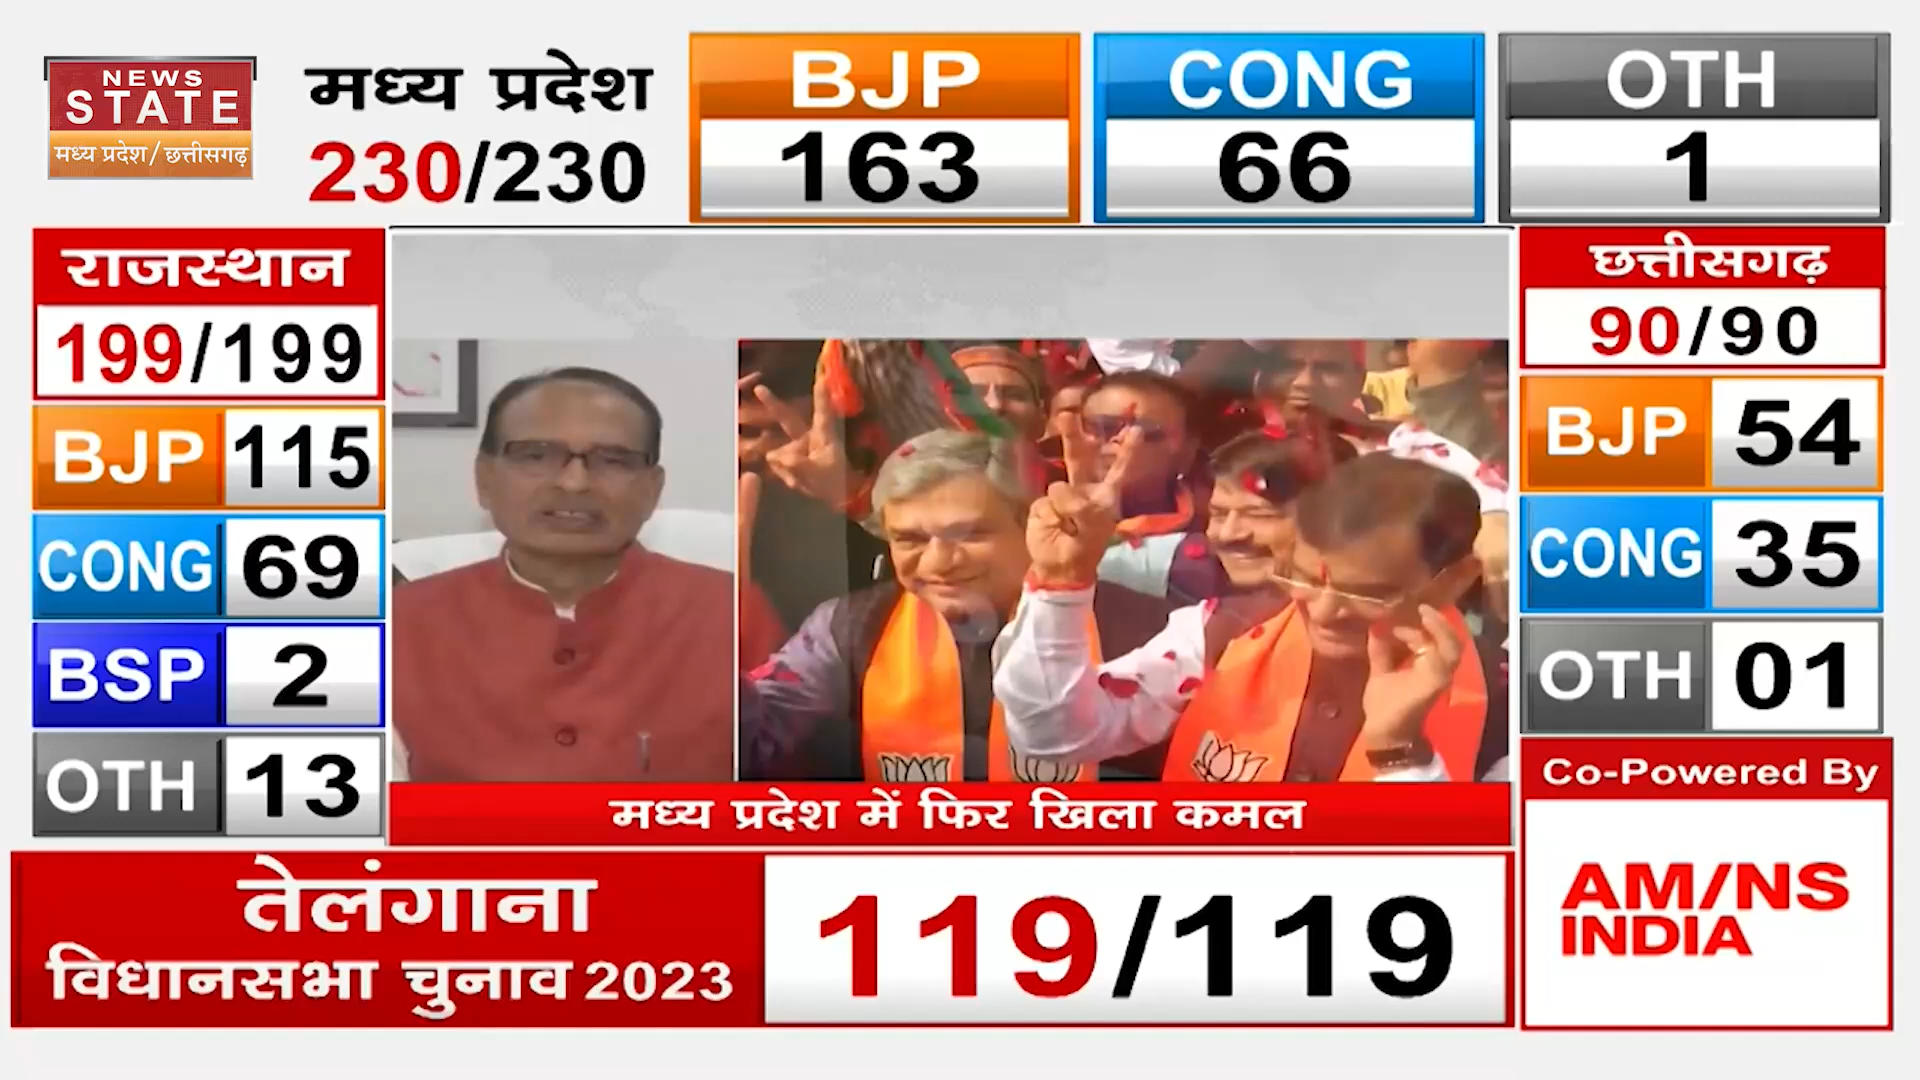 NEWS
STATE
मध्य प्रदेश/छत्तीसगढ़
मध्य प्रदेश
230/230
BJP
163
CONG
66
OTH
1
राजस्थान
199/199
BJP 115
CONG 69
BSP 2
OTH 13
छत्तीसगढ़
90/90
BJP 54
CONG 35
OTH 01
मध्य प्रदेश में फिर खिला कमल
Co-Powered By
AM/NS
INDIA
तेलंगाना
विधानसभा चुनाव 2023
119/119